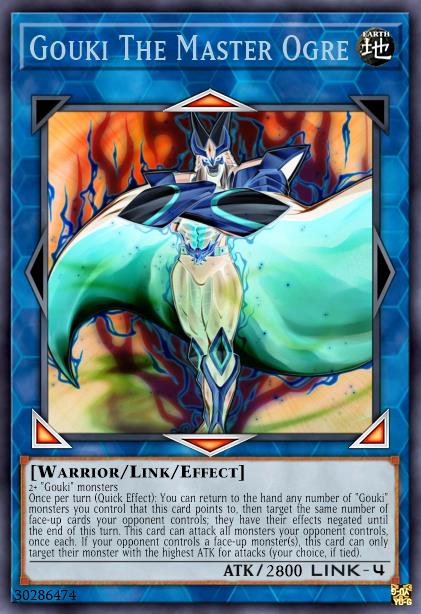 Gouki The Master Ogre
EARTH
地
[Warrior/Link/Effect]
2+ "Gouki" monsters
Once per turn (Quick Effect): You can return to the hand any number of "Gouki"
monsters you control that this card points to, then target the same number of
face-up cards your opponent controls; they have their effects negated until
the end of this turn. This card can attack all monsters your opponent controls,
once each. If your opponent controls a face-up monster(s), this card can only
target their monster with the highest ATK for attacks (your choice, if tied).
ATK/2800 LINK-4
30286474